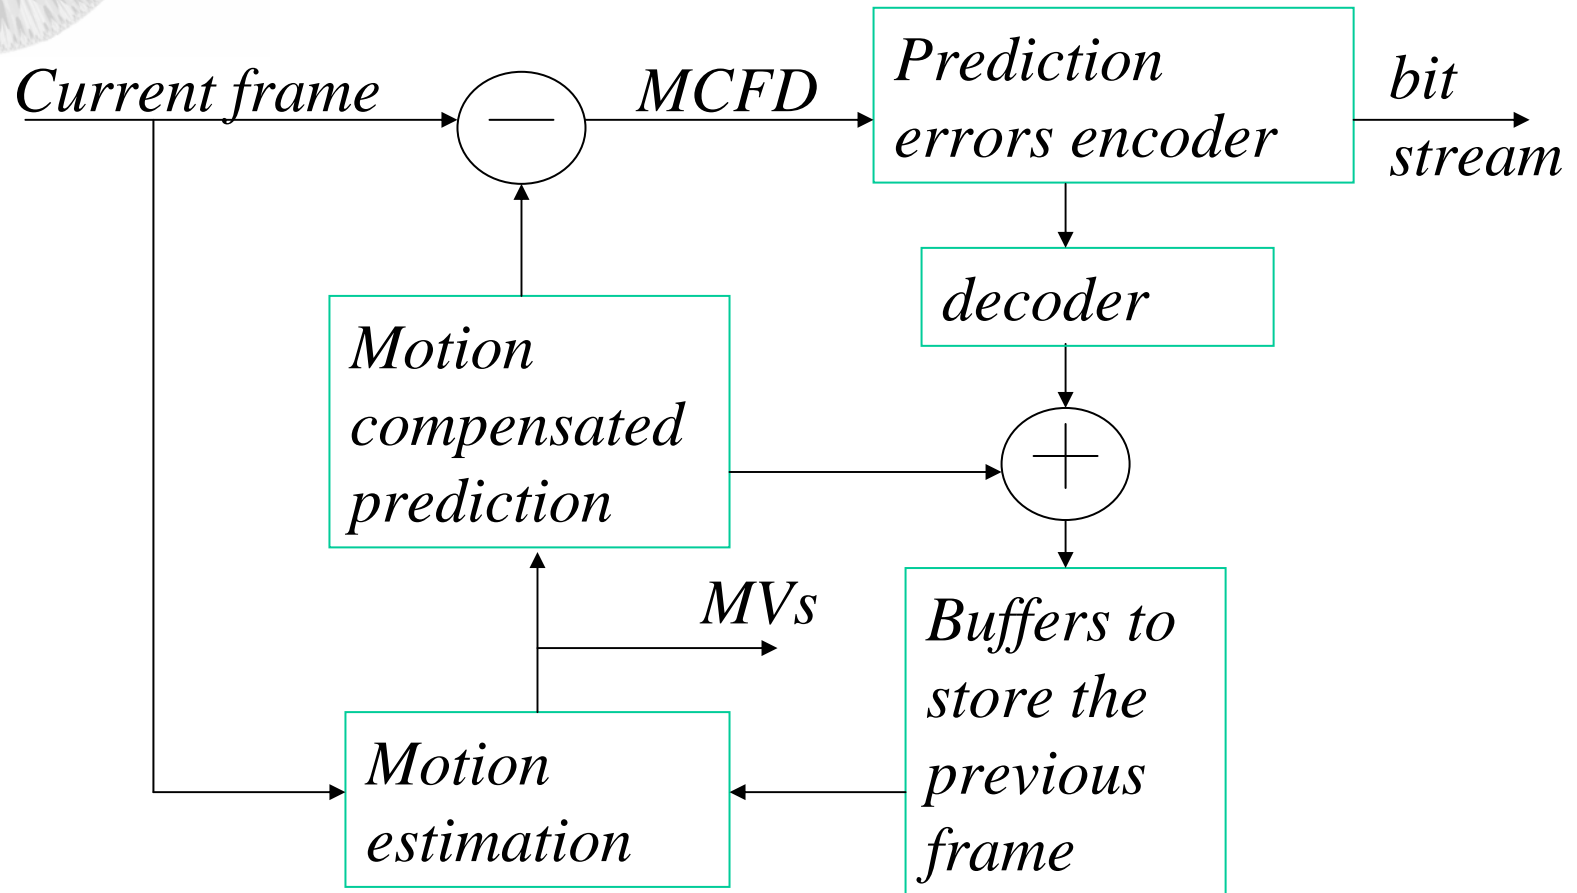 Current frame
MCFD
Prediction
errors encoder
bit
stream
decoder
Motion
compensated
prediction
MVs
Buffers to
store the
previous
frame
Motion
estimation